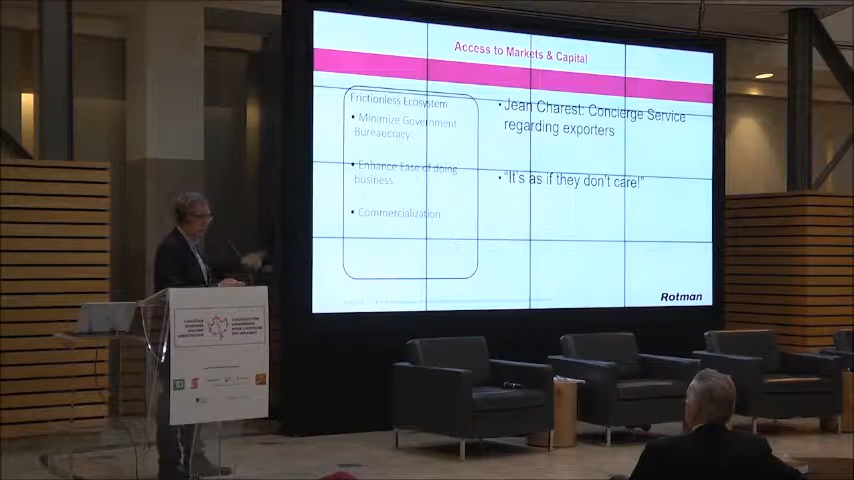 Access to Markets & Capital
Frictionless Ecosystem
• Minimize Government
Bureaucracy
• Enhance Ease of doing
business
• Commercialization
• Jean Charest: Concierge Service
regarding exporters
• "It's as if they don't care!"
Rotman
TD